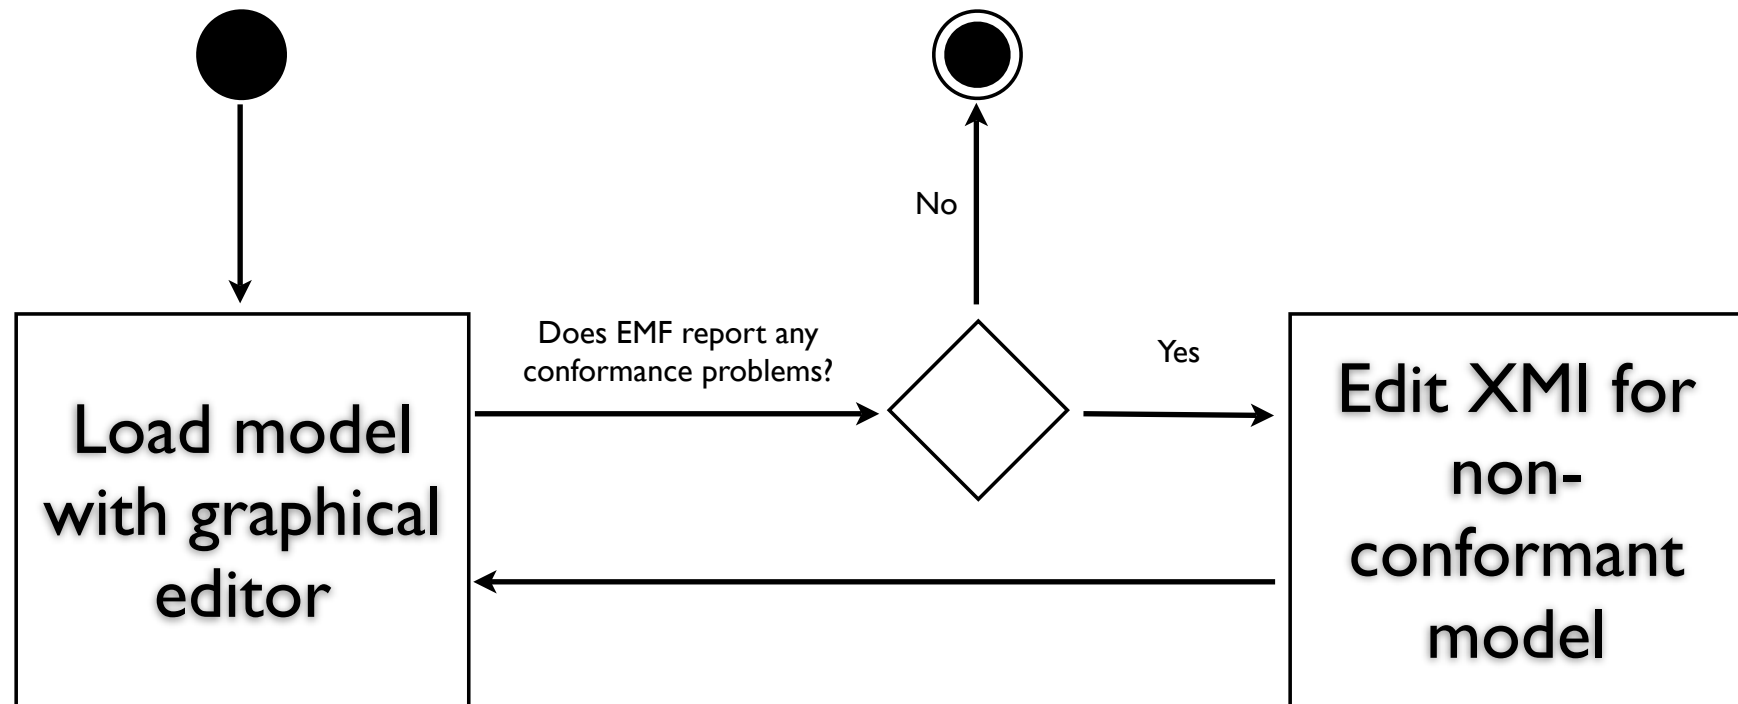 No
Does EMF report any
conformance problems?
Yes
Load model
with graphical
editor
Edit XMI for
non-
conformant
model